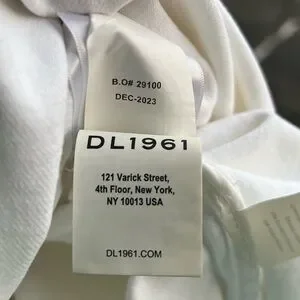 B.O# 29100
DEC-2023
DL1961
121 Varick Street,
4th Floor, New York,
NY 10013 USA
DL1961.COM